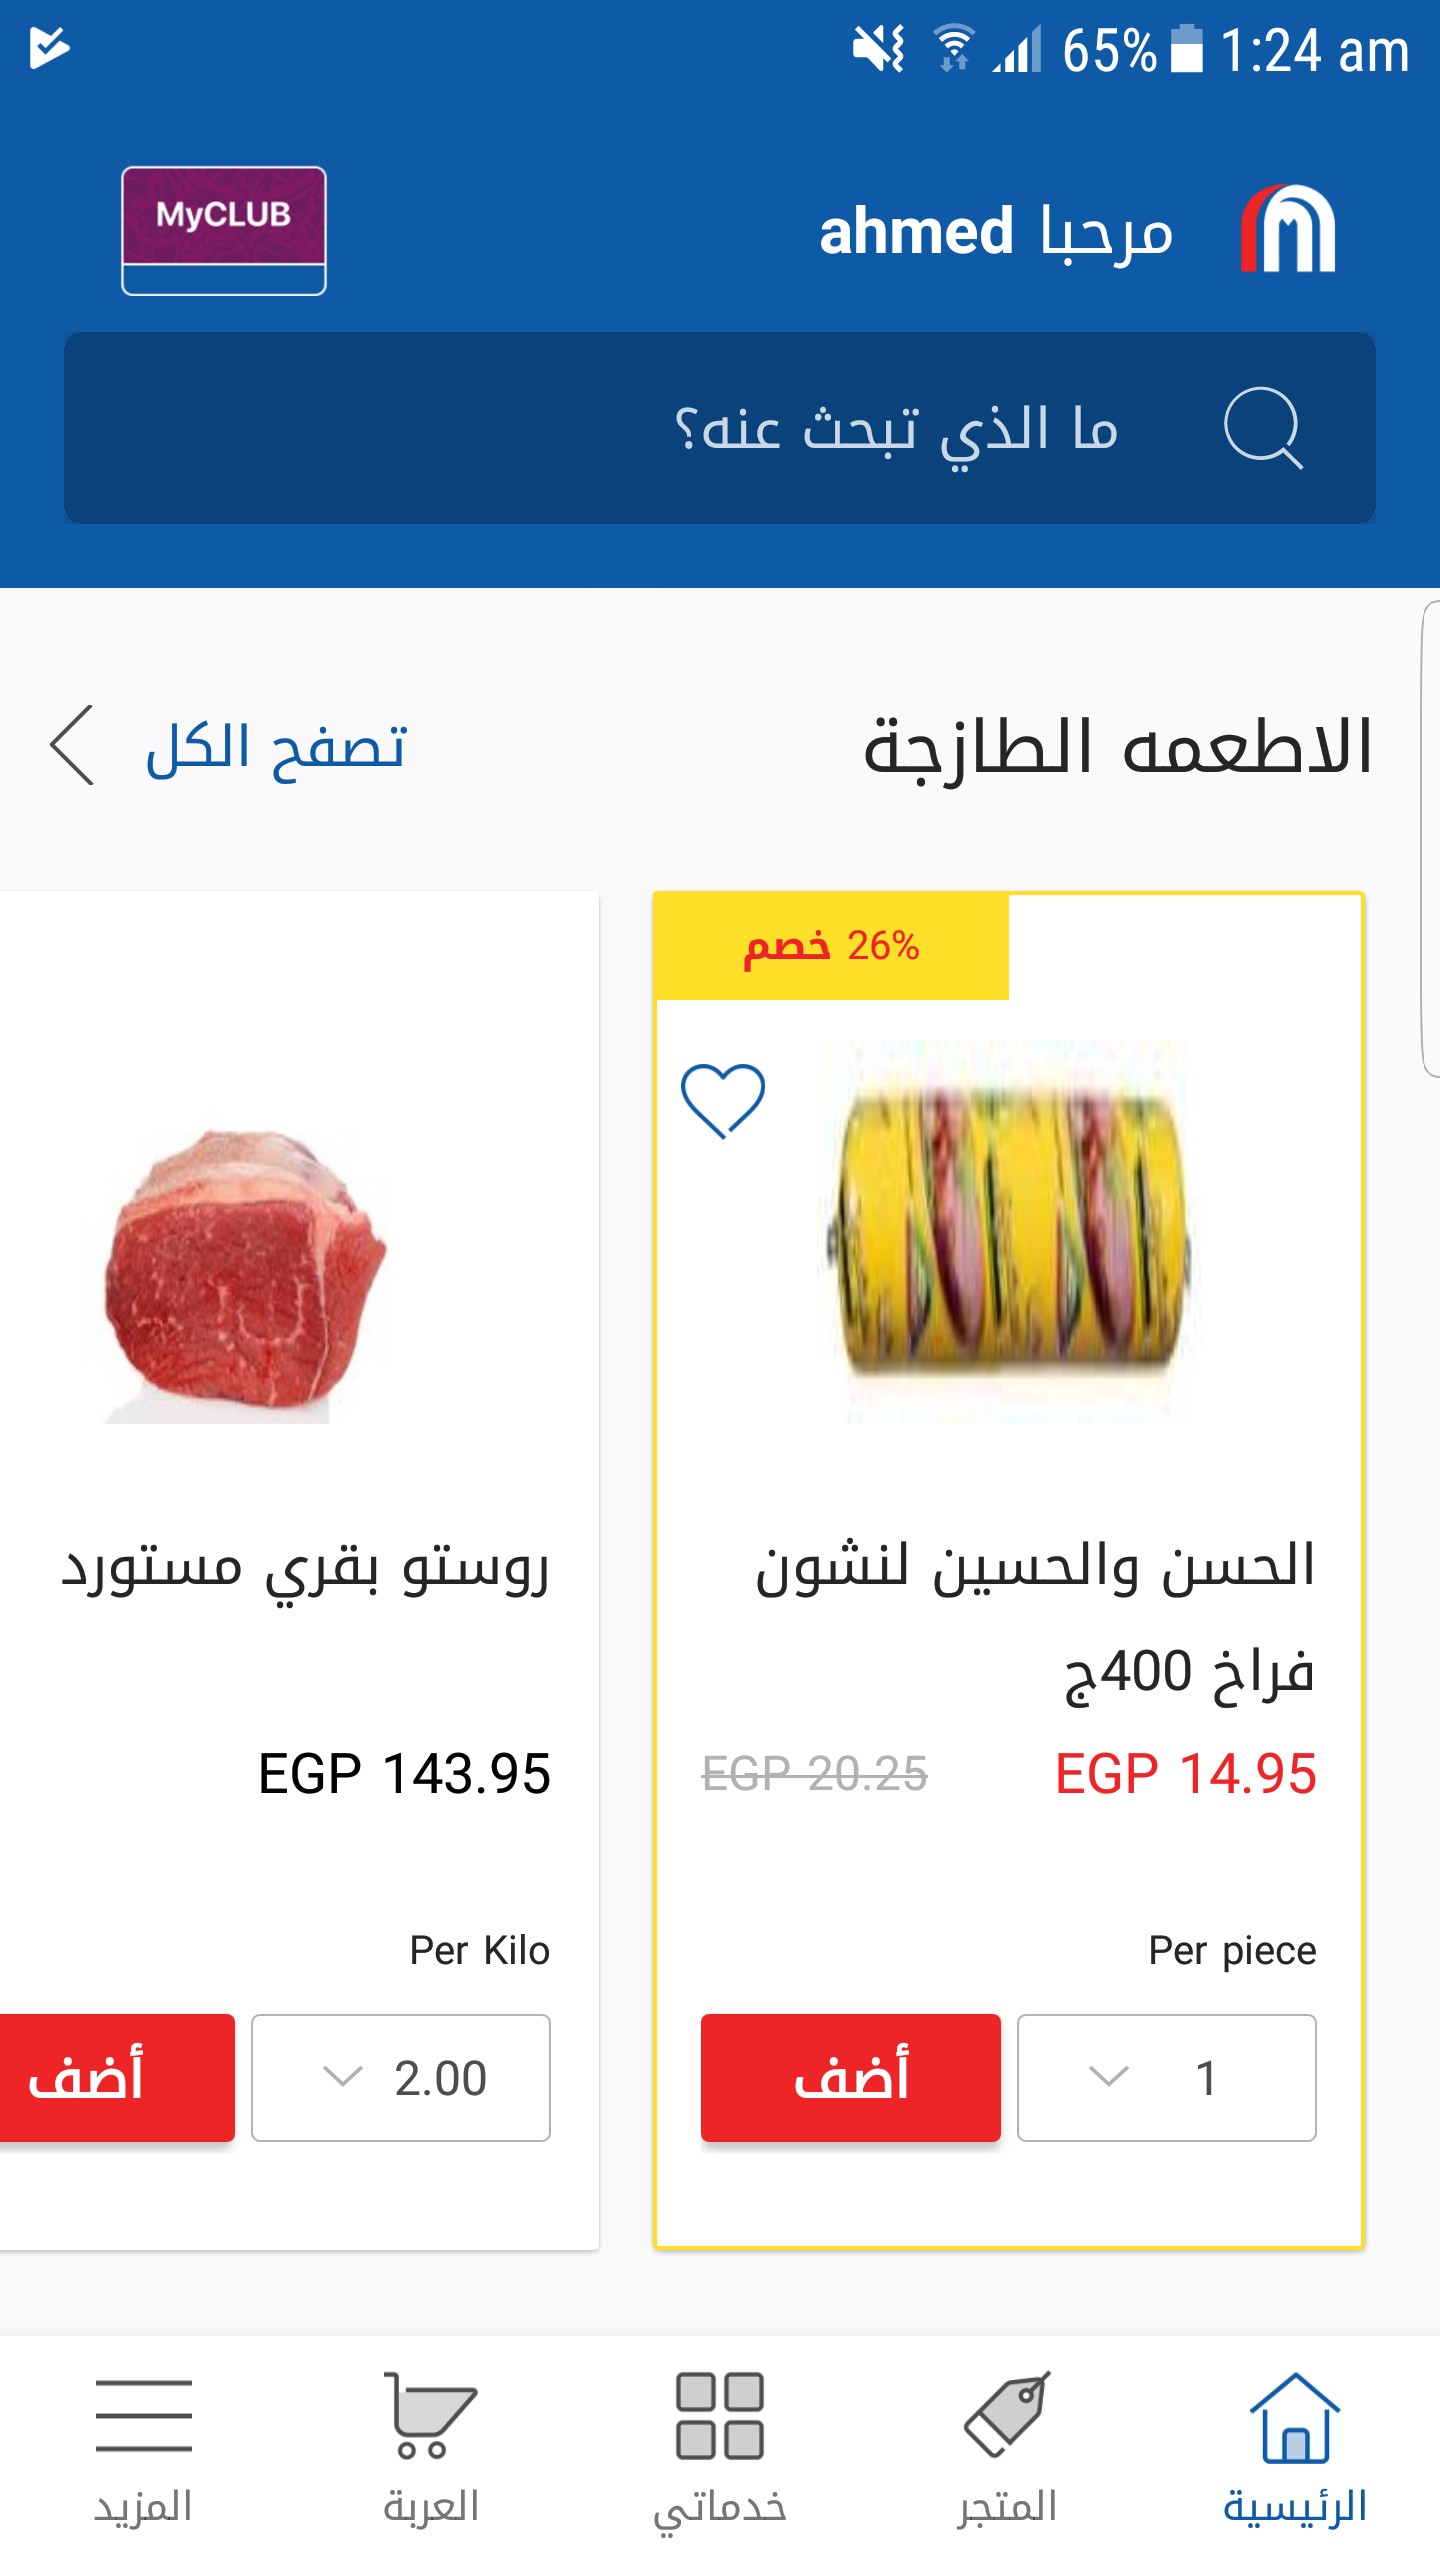 65% 1:24 am
مرحبا ahmed
MyCLUB
ما الذي تبحث عنه؟
الاطعمه الطازجة
تصفح الكل
26% خصم
الحسن والحسين لنشون
فراخ 400ج
EGP 14.95
EGP 20.25
Per piece
1
أضف
روستو بقري مستورد
EGP 143.95
Per Kilo
2.00
أضف
الرئيسية
المتجر
خدماتي
العربة
المزيد